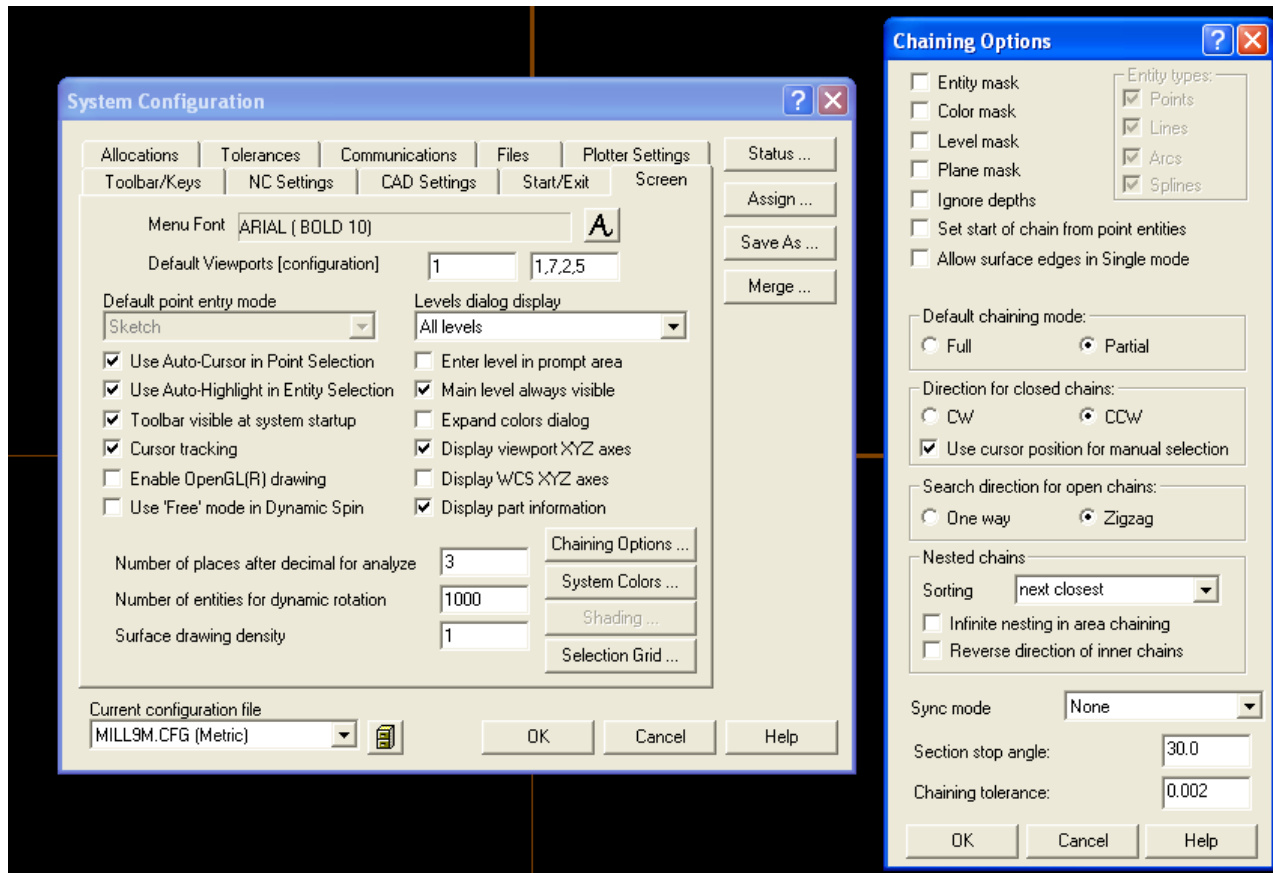 System Configuration
Allocations Tolerances Communications Files Plotter Settings
Toolbar/Keys NC Settings CAD Settings Start/Exit Screen
Menu Font ARIAL ( BOLD 10) A
Default Viewports [configuration] 1 1,7,2,5
Default point entry mode Levels dialog display
Sketch All levels
Use Auto-Cursor in Point Selection Enter level in prompt area
Use Auto-Highlight in Entity Selection Main level always visible
Toolbar visible at system startup Expand colors dialog
Cursor tracking Display viewport XYZ axes
Enable OpenGL(R) drawing Display WCS XYZ axes
Use 'Free' mode in Dynamic Spin Display part information
Number of places after decimal for analyze 3
Number of entities for dynamic rotation 1000
Surface drawing density 1
Chaining Options ...
System Colors ...
Shading ...
Selection Grid ...
Status ...
Assign ...
Save As ...
Merge ...
Current configuration file
MILL9M.CFG (Metric) OK Cancel Help
Chaining Options
Entity mask
Color mask
Level mask
Plane mask
Ignore depths
Entity types:
Points
Lines
Arcs
Splines
Set start of chain from point entities
Allow surface edges in Single mode
Default chaining mode:
Full Partial
Direction for closed chains:
CW CCW
Use cursor position for manual selection
Search direction for open chains:
One way Zigzag
Nested chains
Sorting next closest
Infinite nesting in area chaining
Reverse direction of inner chains
Sync mode None
Section stop angle: 30.0
Chaining tolerance: 0.002
OK Cancel Help